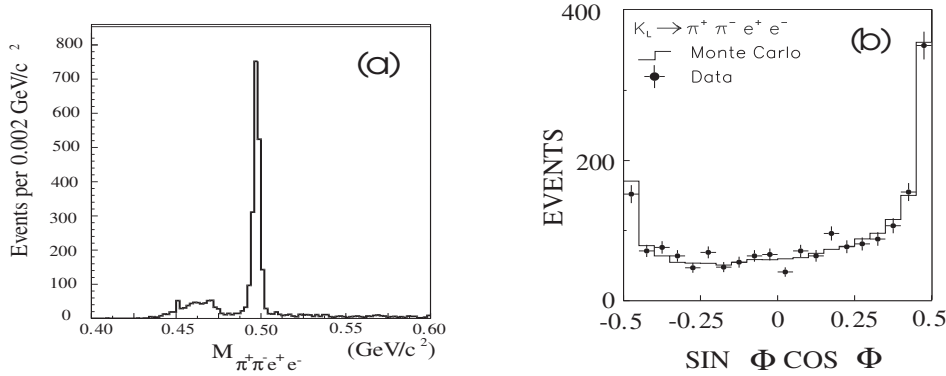 Events per 0.002 GeV/c ²
800
700
600
500
400
300
200
100
0
(a)
0.40 0.45 0.50 0.55 0.60
M π⁺π⁻e⁺e⁻ (GeV/c²)
400
200
0
EVENTS
K_L → π⁺ π⁻ e⁺ e⁻
Monte Carlo
Data
(b)
-0.5 -0.25 0 0.25 0.5
SIN Φ COS Φ